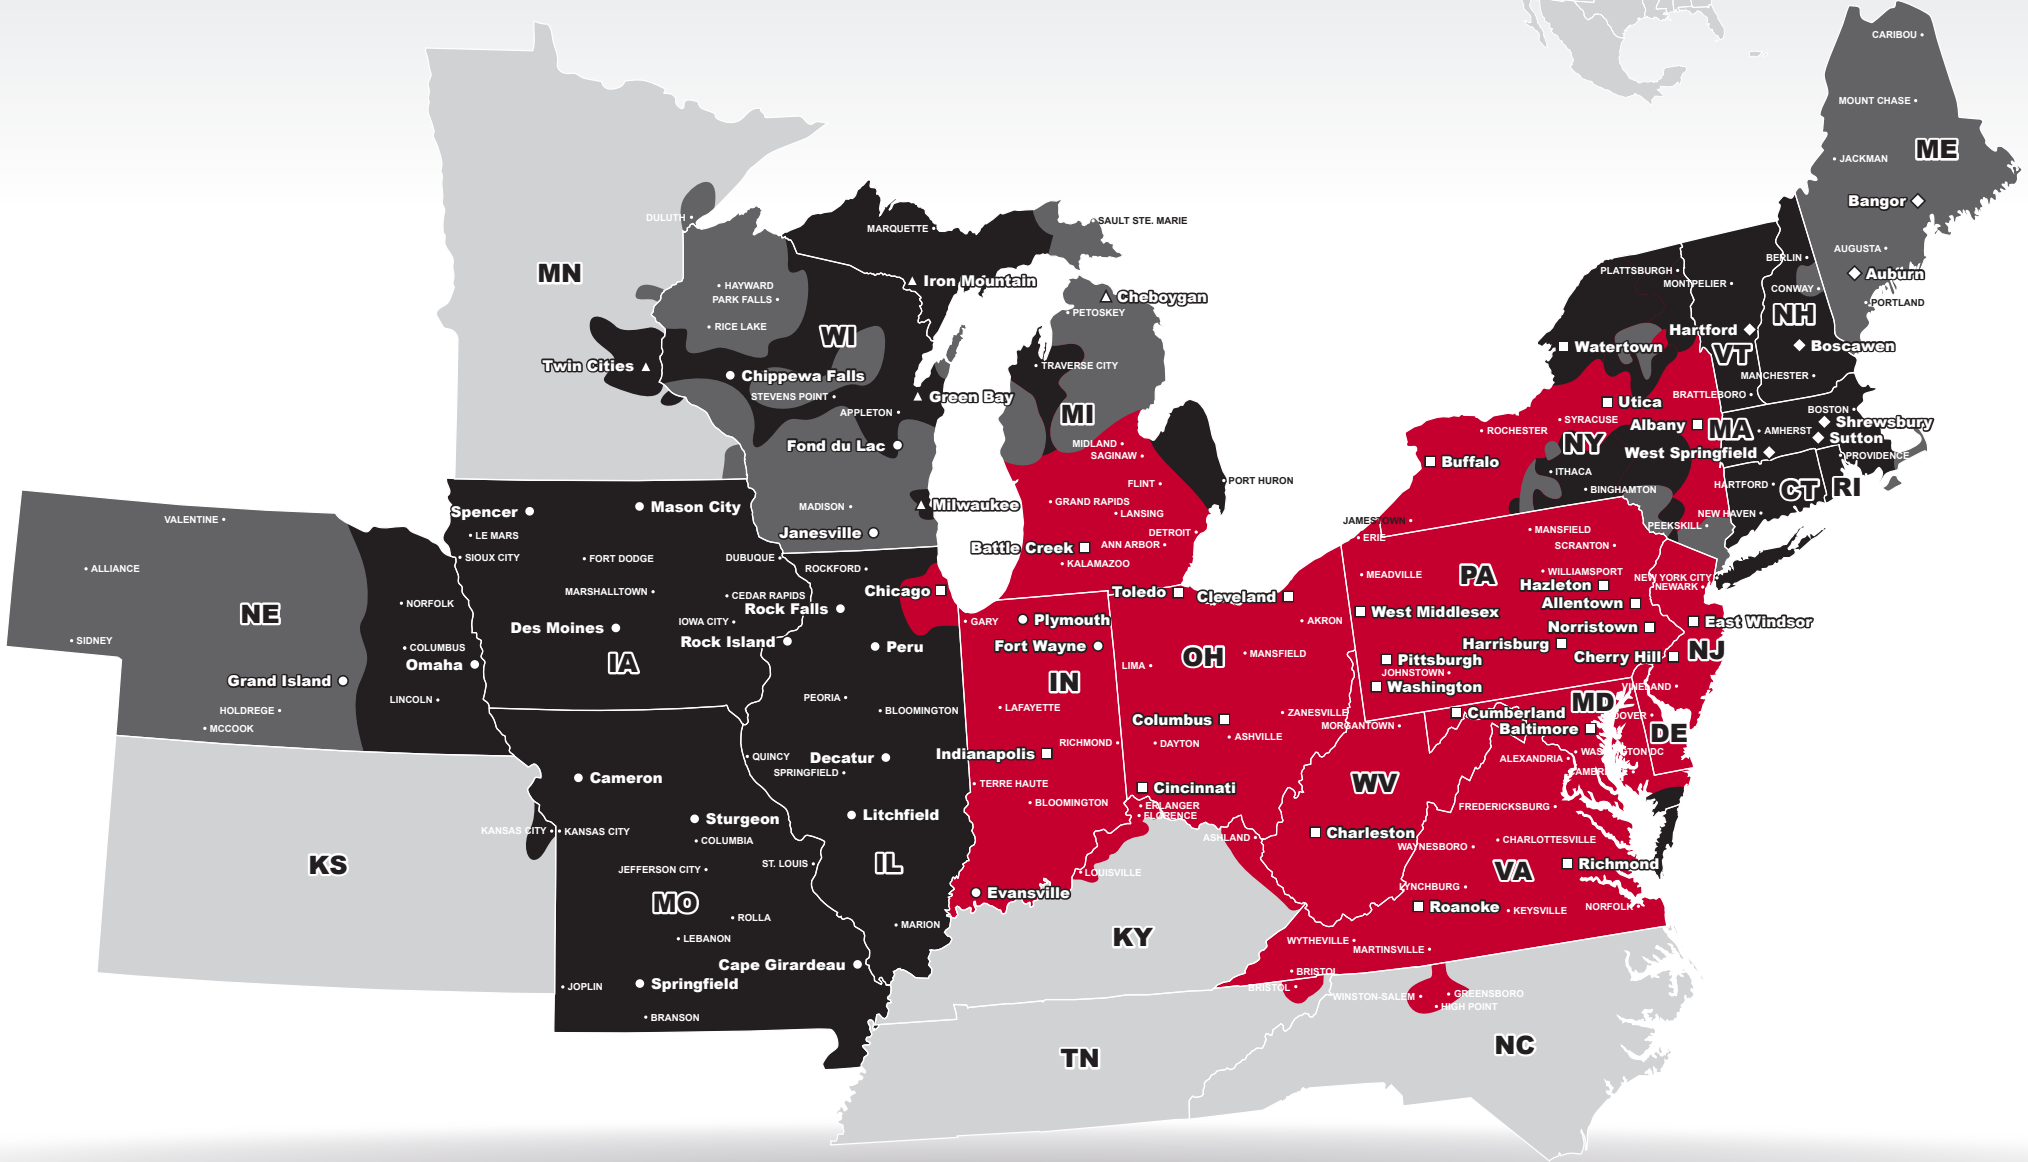 CARIBOU
MOUNT CHASE
ME
JACKMAN
Bangor
DULUTH
SAULT STE. MARIE
MARQUETTE
AUGUSTA
BERLIN
MN
PLATTSBURGH
Auburn
Iron Mountain
MONTPELIER
HAYWARD
CONWAY
PARK FALLS
Cheboygan
PORTLAND
PETOSKEY
NH
RICE LAKE
WI
Hartford
Watertown
Boscawen
VT
Twin Cities
TRAVERSE CITY
Chippewa Falls
MANCHESTER
STEVENS POINT
Green Bay
BRATTLEBORO
Utica
APPLETON
MI
BOSTON
SYRACUSE
Albany
Shrewsbury
ROCHESTER
MA
AMHERST
Sutton
Fond du Lac
MIDLAND
NY
West Springfield
SAGINAW
PROVIDENCE
Buffalo
ITHACA
FLINT
PORT HURON
HARTFORD
CT
RI
BINGHAMTON
GRAND RAPIDS
Milwaukee
MADISON
Mason City
Spencer
LANSING
NEW HAVEN
VALENTINE
JAMESTOWN
PEEKSKILL
MANSFIELD
Janesville
DETROIT
LE MARS
ERIE
Battle Creek
ANN ARBOR
SCRANTON
SIOUX CITY
FORT DODGE
DUBUQUE
KALAMAZOO
ALLIANCE
ROCKFORD
MEADVILLE
PA
WILLIAMSPORT
NEW YORK CITY
Hazleton
NEWARK
Chicago
MARSHALLTOWN
CEDAR RAPIDS
Toledo
Cleveland
NORFOLK
Rock Falls
Allentown
West Middlesex
NE
Plymouth
GARY
AKRON
East Windsor
IOWA CITY
Des Moines
Norristown
SIDNEY
Rock Island
COLUMBUS
Peru
Fort Wayne
Harrisburg
NJ
OH
MANSFIELD
Cherry Hill
Pittsburgh
Omaha
IA
LIMA
JOHNSTOWN
Grand Island
IN
Washington
VINELAND
LINCOLN
PEORIA
HOLDREGE
BLOOMINGTON
LAFAYETTE
MD
ZANESVILLE
Cumberland
DOVER
Columbus
MORGANTOWN
MCCOOK
Baltimore
DE
ASHVILLE
RICHMOND
DAYTON
Indianapolis
WASHINGTON DC
QUINCY
Decatur
ALEXANDRIA
SPRINGFIELD
Cameron
CAMBRIDGE
TERRE HAUTE
WV
Cincinnati
BLOOMINGTON
ERLANGER
FREDERICKSBURG
Litchfield
FLORENCE
Sturgeon
KANSAS CITY
KANSAS CITY
Charleston
ASHLAND
COLUMBIA
CHARLOTTESVILLE
WAYNESBORO
KS
IL
ST. LOUIS
Richmond
JEFFERSON CITY
VA
LOUISVILLE
LYNCHBURG
Evansville
MO
Roanoke
NORFOLK
KEYSVILLE
ROLLA
MARION
LEBANON
KY
WYTHEVILLE
MARTINSVILLE
Cape Girardeau
BRISTOL
Springfield
JOPLIN
BRISTOL
WINSTON-SALEM
GREENSBORO
HIGH POINT
BRANSON
NC
TN